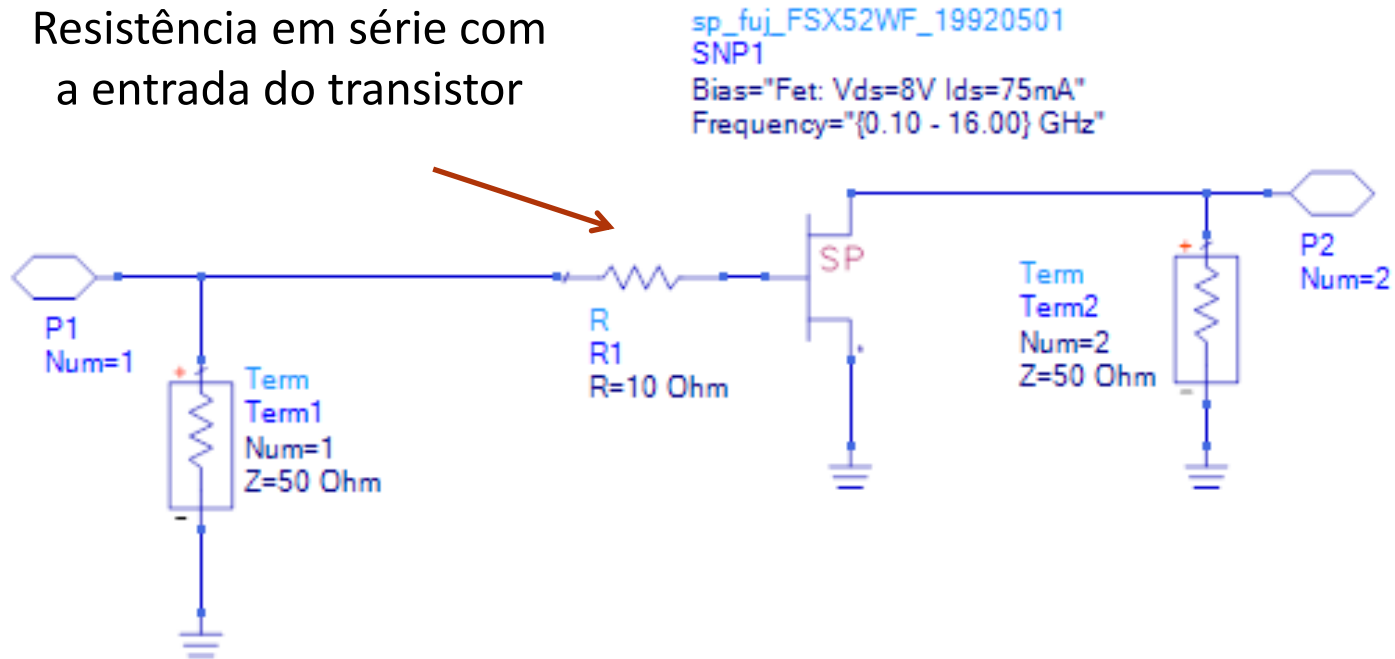 Resistência em série com
a entrada do transistor
sp_fuj_FSX52WF_19920501
SNP1
Bias="Fet: Vds=8V Ids=75mA"
Frequency="{0.10 - 16.00} GHz"
SP
P1
Num=1
Term
Term1
Num=1
Z=50 Ohm
R
R1
R=10 Ohm
Term
Term2
Num=2
Z=50 Ohm
P2
Num=2